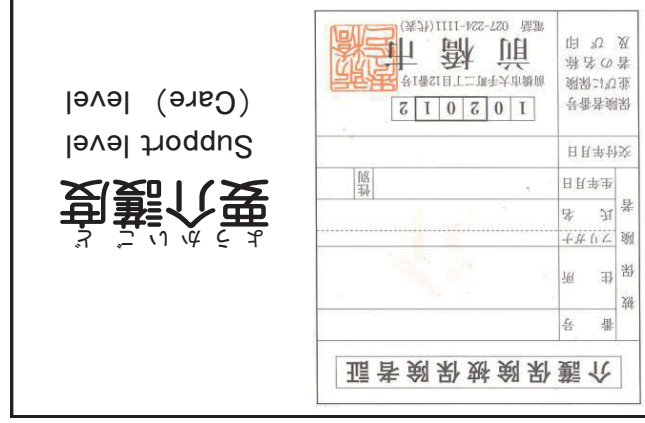 介護保険被保険者証
被保険者
番号
住所
フリガナ
氏名
生年月日
性別
交付年月日
保険者番号
並びに保険
者の名称
及び印
1 0 2 0 1 2
前橋市大手町二丁目12番1号
前橋市
電話 027-224-1111(代表)
ようかいごど
要介護度
Support level
(Care) level